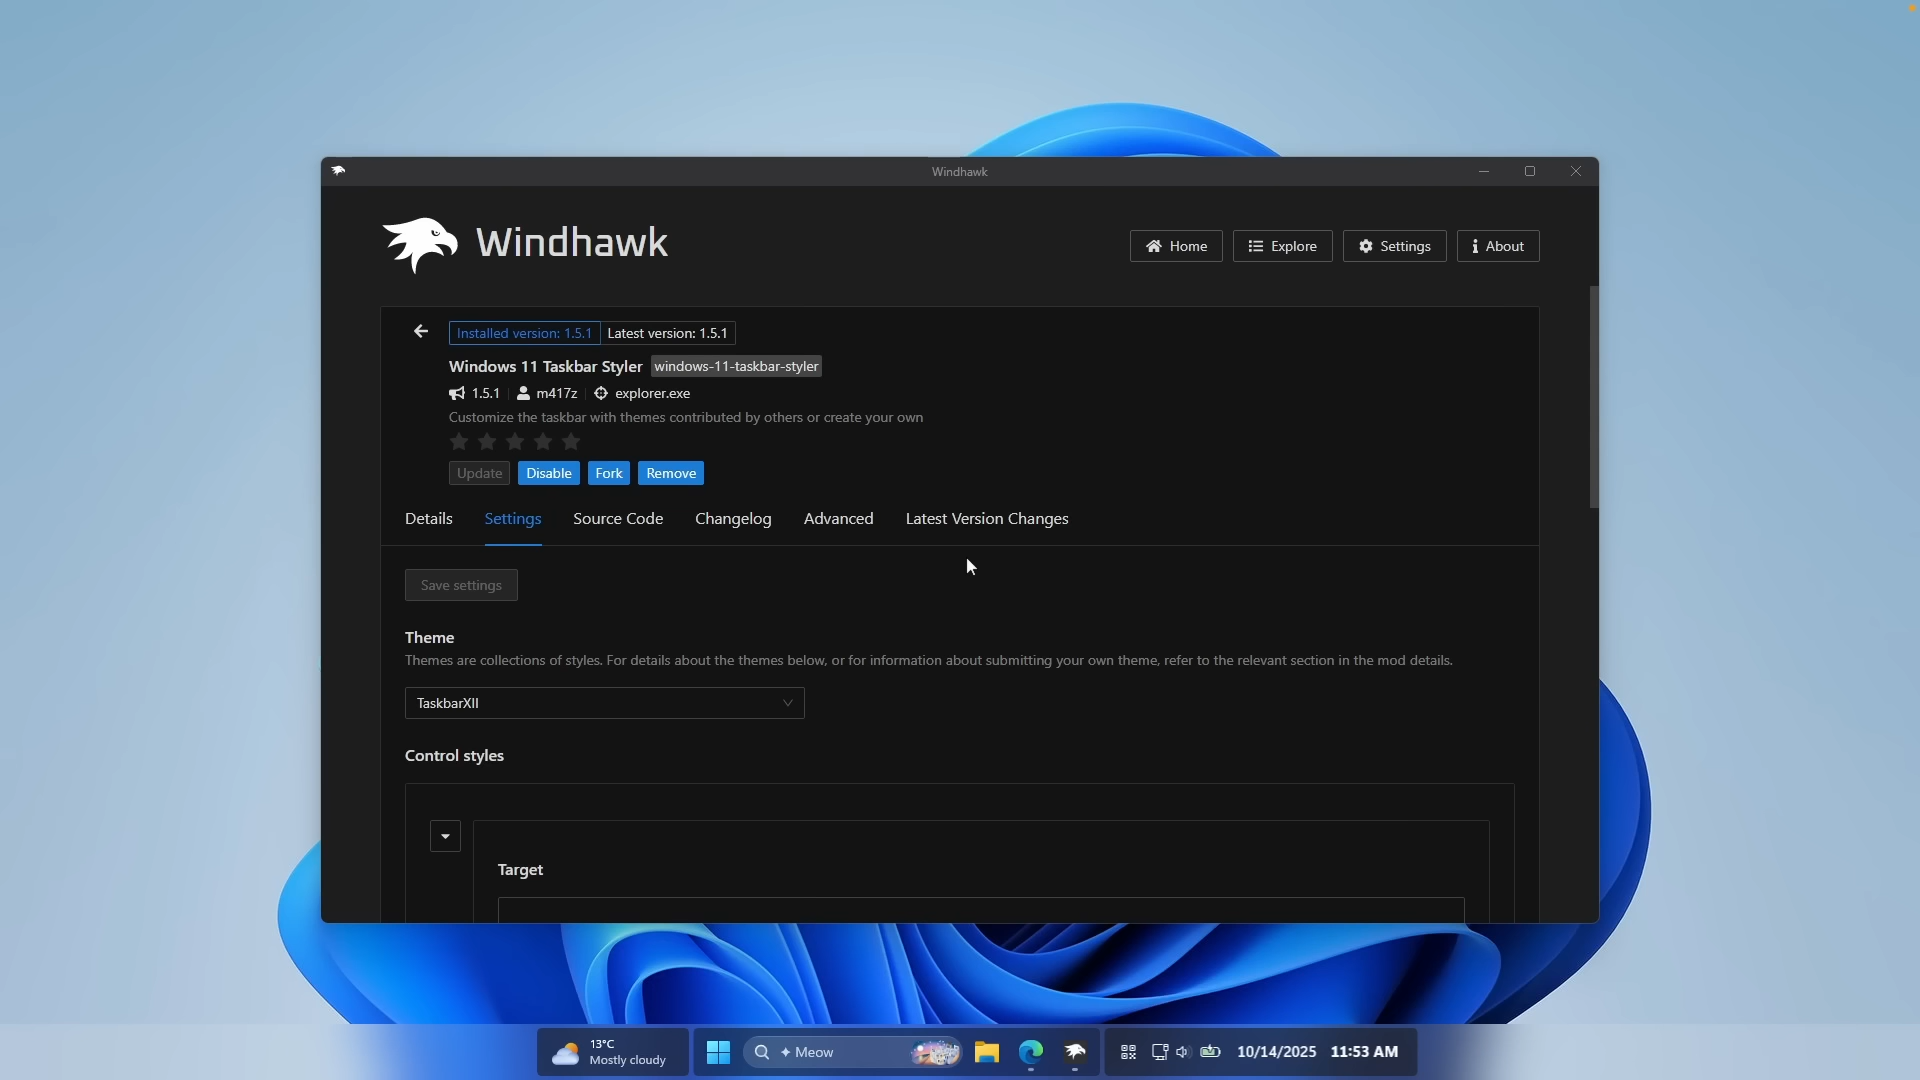 Windhawk
Windhawk
Home
Explore
Settings
About
Installed version: 1.5.1
Latest version: 1.5.1
Windows 11 Taskbar Styler
windows-11-taskbar-styler
1.5.1
m417z
explorer.exe
Customize the taskbar with themes contributed by others or create your own
Update
Disable
Fork
Remove
Details
Settings
Source Code
Changelog
Advanced
Latest Version Changes
Save settings
Theme
Themes are collections of styles. For details about the themes below, or for information about submitting your own theme, refer to the relevant section in the mod details.
TaskbarXII
Control styles
Target
13°C
Mostly cloudy
Meow
10/14/2025
11:53 AM